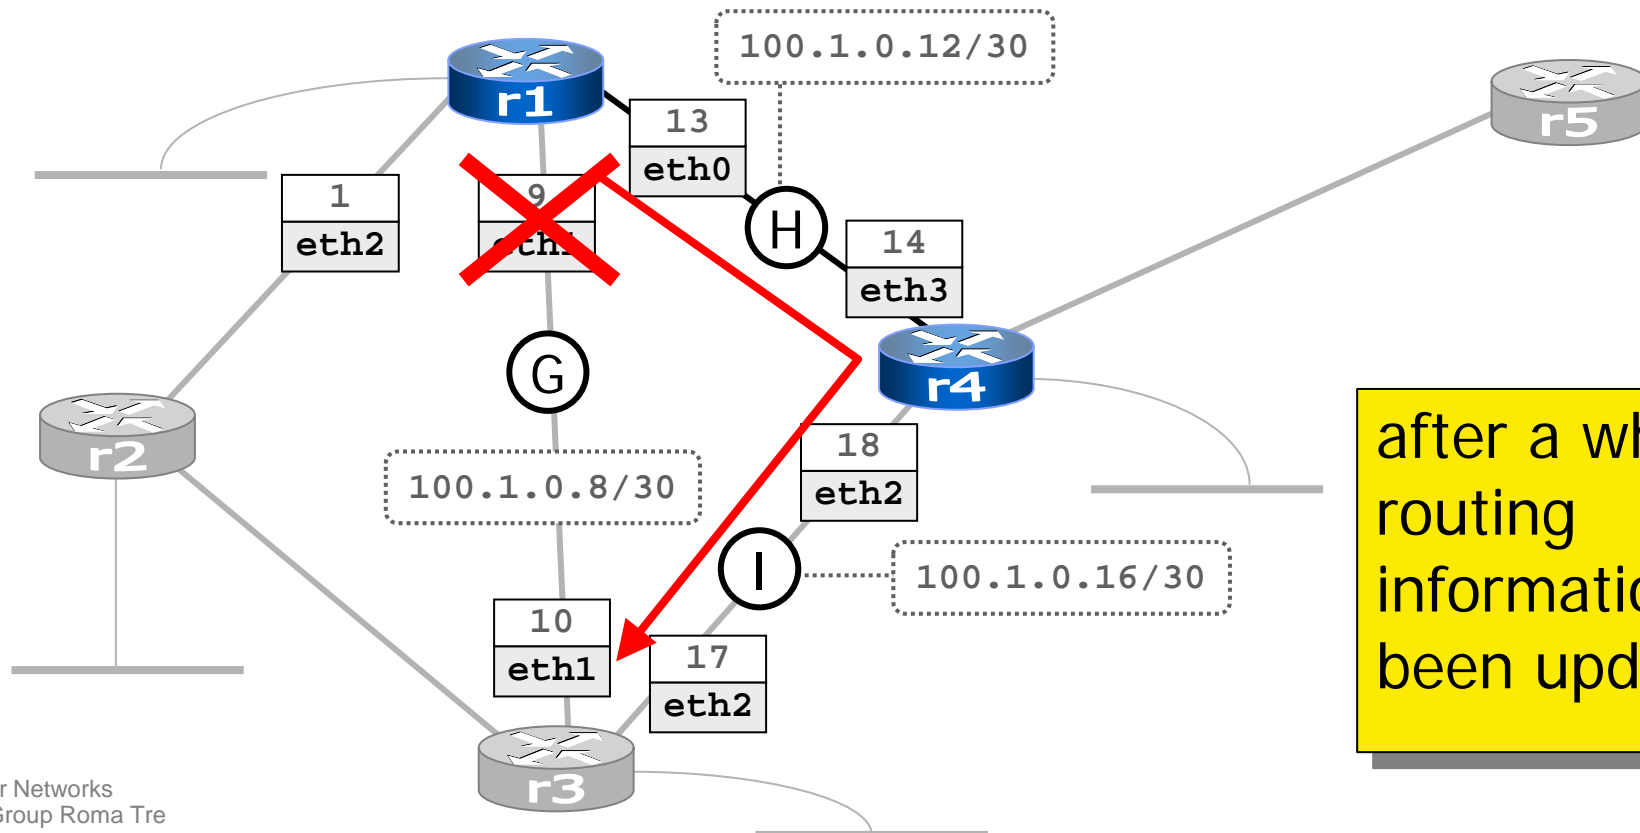 100.1.0.12/30
r1
r5
13
eth0
1
eth2
9
eth1
H
14
eth3
G
r4
r2
18
eth2
100.1.0.8/30
after a wh
routing
informatio
been upd
I
100.1.0.16/30
10
eth1
17
eth2
r3
r Networks
Group Roma Tre